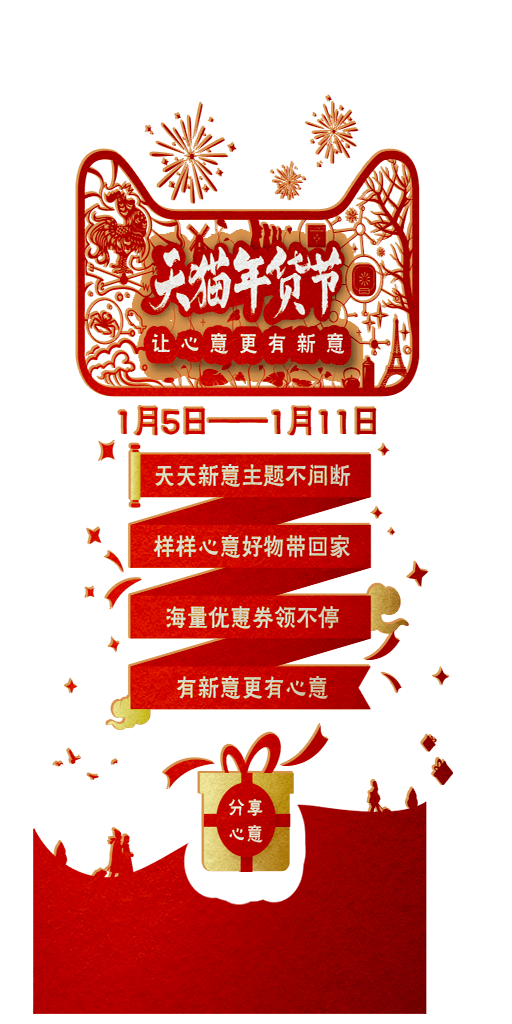 天猫年货节
让心意更有新意
1月5日——1月11日
天天新意主题不间断
样样心意好物带回家
海量优惠券领不停
有新意更有心意
分享
心意